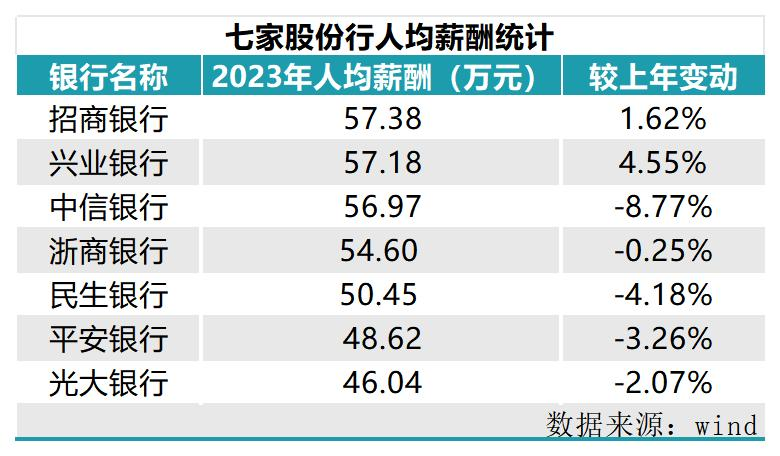 七家股份行人均薪酬统计
银行名称 2023年人均薪酬（万元） 较上年变动
招商银行 57.38 1.62%
兴业银行 57.18 4.55%
中信银行 56.97 -8.77%
浙商银行 54.60 -0.25%
民生银行 50.45 -4.18%
平安银行 48.62 -3.26%
光大银行 46.04 -2.07%
数据来源：wind